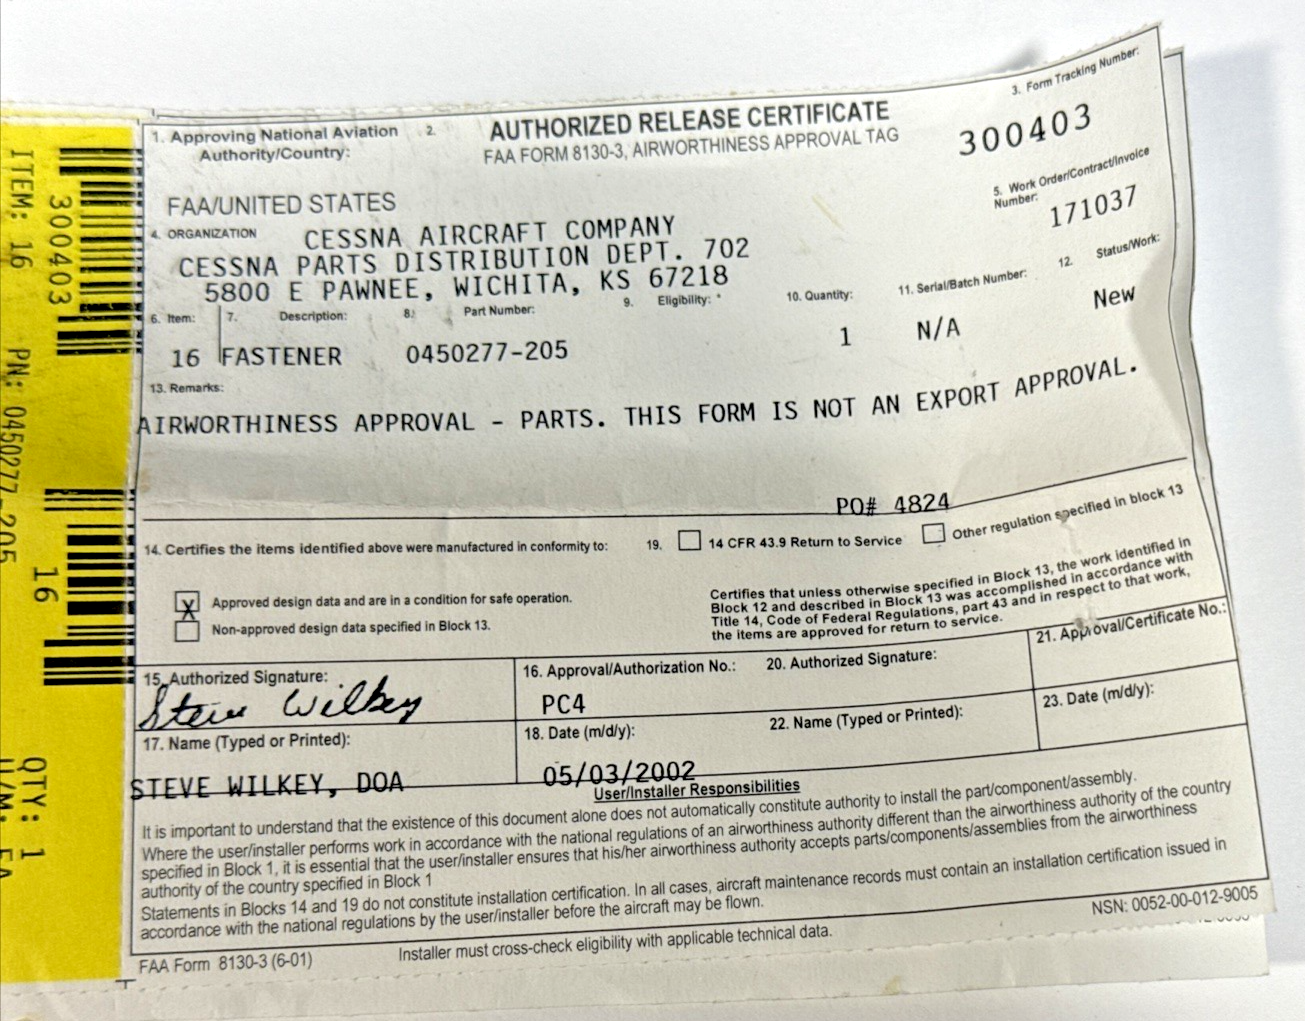 ITEM: 16 PN: 0450277-205
300403
16
QTY: 1
1. Approving National Aviation Authority/Country:
FAA/UNITED STATES
2.
AUTHORIZED RELEASE CERTIFICATE
FAA FORM 8130-3, AIRWORTHINESS APPROVAL TAG
3. Form Tracking Number:
300403
4. ORGANIZATION
CESSNA AIRCRAFT COMPANY
CESSNA PARTS DISTRIBUTION DEPT. 702
5800 E PAWNEE, WICHITA, KS 67218
5. Work Order/Contract/Invoice Number:
171037
6. Item: 7. Description: 8. Part Number: 9. Eligibility: * 10. Quantity: 11. Serial/Batch Number: 12. Status/Work:
16 FASTENER 0450277-205 1 N/A New
13. Remarks:
AIRWORTHINESS APPROVAL - PARTS. THIS FORM IS NOT AN EXPORT APPROVAL.
PO# 4824
14. Certifies the items identified above were manufactured in conformity to:
X Approved design data and are in a condition for safe operation.
Non-approved design data specified in Block 13.
19. 14 CFR 43.9 Return to Service Other regulation specified in block 13
Certifies that unless otherwise specified in Block 13, the work identified in
Block 12 and described in Block 13 was accomplished in accordance with
Title 14, Code of Federal Regulations, part 43 and in respect to that work,
the items are approved for return to service.
15. Authorized Signature:
Steve Wilkey
16. Approval/Authorization No.:
PC4
20. Authorized Signature:
21. Approval/Certificate No.:
17. Name (Typed or Printed):
STEVE WILKEY, DOA
18. Date (m/d/y):
05/03/2002
22. Name (Typed or Printed):
23. Date (m/d/y):
User/Installer Responsibilities
It is important to understand that the existence of this document alone does not automatically constitute authority to install the part/component/assembly.
Where the user/installer performs work in accordance with the national regulations of an airworthiness authority different than the airworthiness authority of the country
specified in Block 1, it is essential that the user/installer ensures that his/her airworthiness authority accepts parts/components/assemblies from the airworthiness
authority of the country specified in Block 1
Statements in Blocks 14 and 19 do not constitute installation certification. In all cases, aircraft maintenance records must contain an installation certification issued in
accordance with the national regulations by the user/installer before the aircraft may be flown.
NSN: 0052-00-012-9005
Installer must cross-check eligibility with applicable technical data.
FAA Form 8130-3 (6-01)